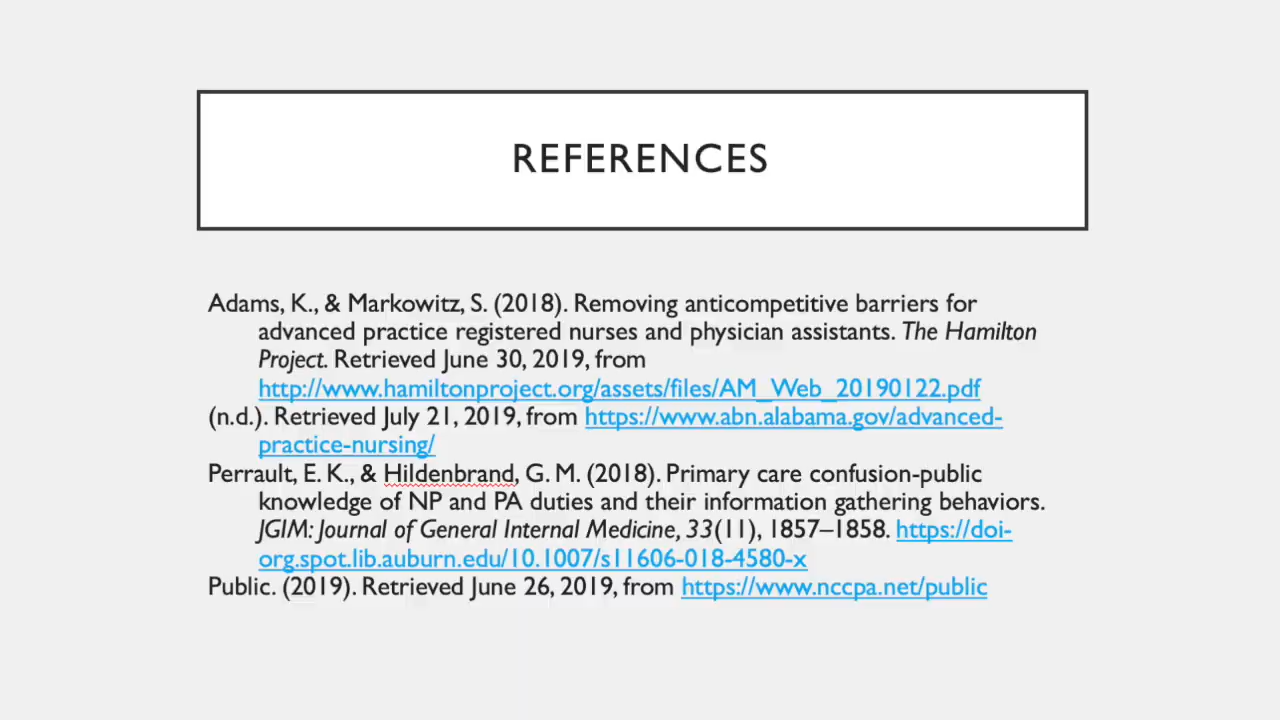 REFERENCES
Adams, K., & Markowitz, S. (2018). Removing anticompetitive barriers for
advanced practice registered nurses and physician assistants. The Hamilton
Project. Retrieved June 30, 2019, from
http://www.hamiltonproject.org/assets/files/AM_Web_20190122.pdf
(n.d.). Retrieved July 21, 2019, from https://www.abn.alabama.gov/advanced-
practice-nursing/
Perrault, E. K., & Hildenbrand, G. M. (2018). Primary care confusion-public
knowledge of NP and PA duties and their information gathering behaviors.
JGIM: Journal of General Internal Medicine, 33(11), 1857–1858. https://doi-
org.spot.lib.auburn.edu/10.1007/s11606-018-4580-x
Public. (2019). Retrieved June 26, 2019, from https://www.nccpa.net/public